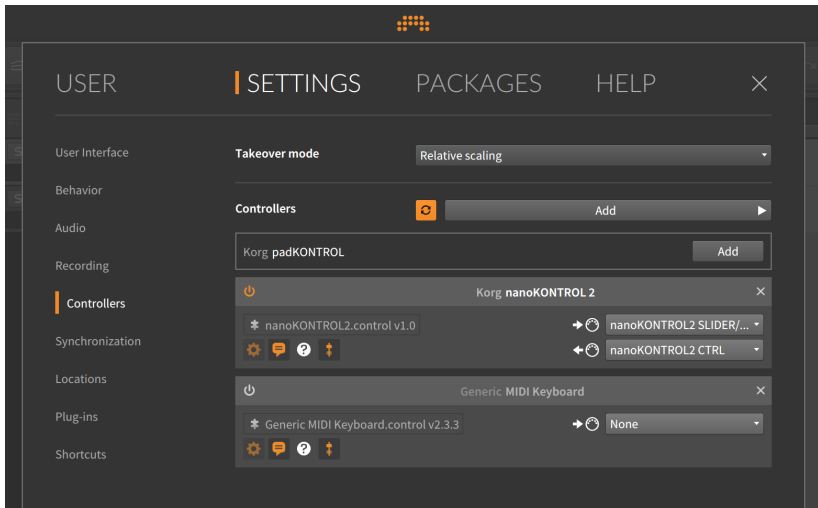 USER SETTINGS PACKAGES HELP
User Interface
Behavior
Audio
Recording
Controllers
Synchronization
Locations
Plug-ins
Shortcuts
Takeover mode Relative scaling
Controllers Add
Korg padKONTROL Add
Korg nanoKONTROL 2
nanoKONTROL2.control v1.0 nanoKONTROL2 SLIDER/...
nanoKONTROL2 CTRL
Generic MIDI Keyboard
Generic MIDI Keyboard.control v2.3.3 None